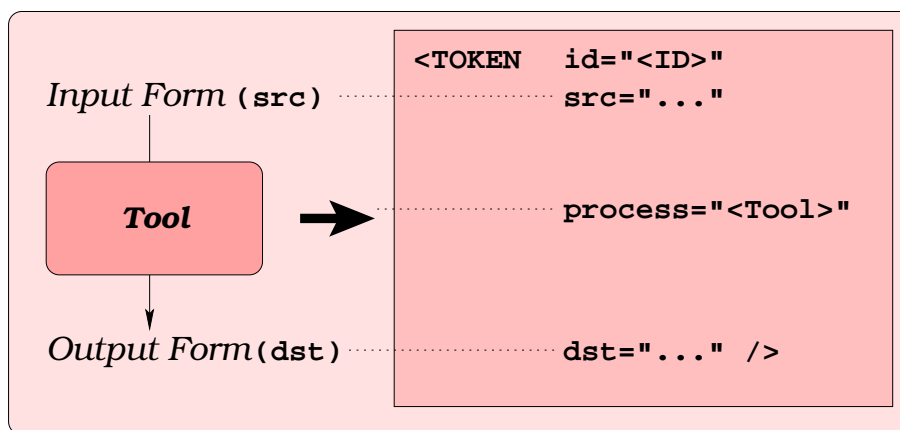 <TOKEN id="<ID>"
Input Form (src) src="..."
Tool process="<Tool>"
Output Form(dst) dst="..." />